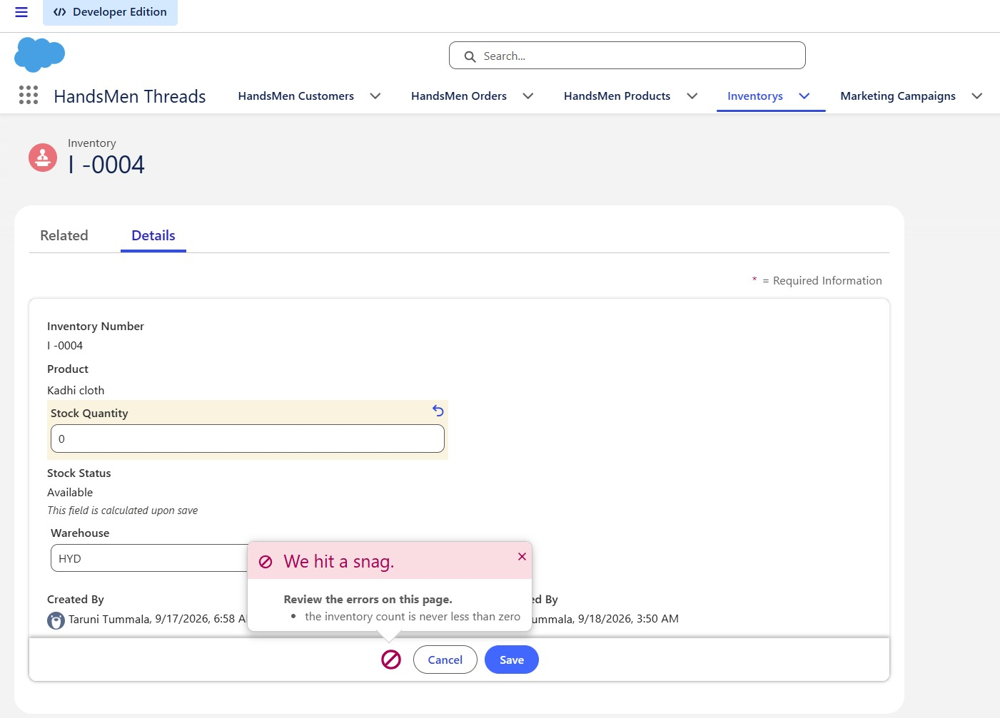 </> Developer Edition
Search...
HandsMen Threads
HandsMen Customers
HandsMen Orders
HandsMen Products
Inventorys
Marketing Campaigns
Inventory
I -0004
Related
Details
* = Required Information
Inventory Number
I -0004
Product
Kadhi cloth
Stock Quantity
0
Stock Status
Available
This field is calculated upon save
Warehouse
HYD
We hit a snag.
Review the errors on this page.
• the inventory count is never less than zero
Created By
Taruni Tummala, 9/17/2026, 6:58
By
9/18/2026, 3:50 AM
Cancel
Save